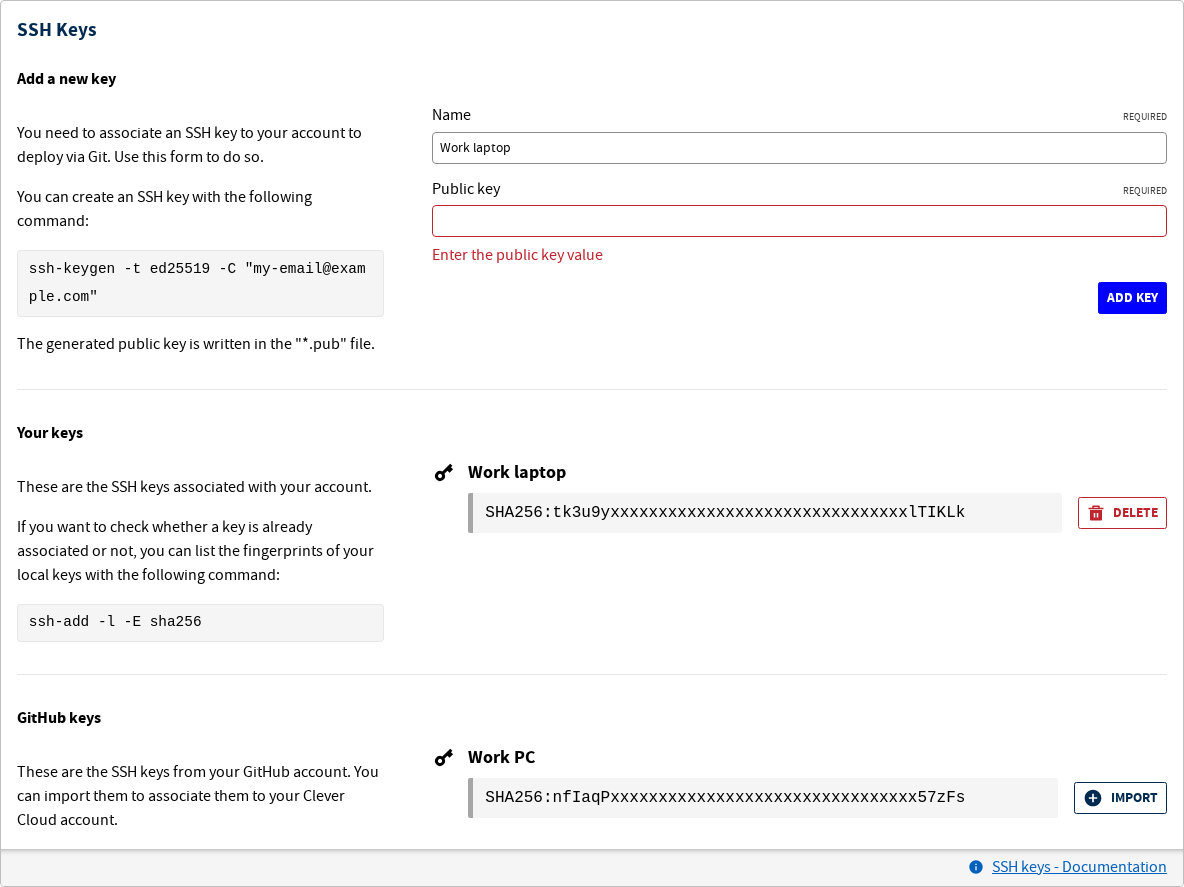 SSH Keys
Add a new key
You need to associate an SSH key to your account to
deploy via Git. Use this form to do so.
You can create an SSH key with the following
command:
ssh-keygen -t ed25519 -C "my-email@exam
ple.com"
The generated public key is written in the "*.pub" file.
Name
REQUIRED
Work laptop
Public key
REQUIRED
Enter the public key value
ADD KEY
Your keys
These are the SSH keys associated with your account.
If you want to check whether a key is already
associated or not, you can list the fingerprints of your
local keys with the following command:
ssh-add -l -E sha256
Work laptop
SHA256:tk3u9yxxxxxxxxxxxxxxxxxxxxxxxxxxxxxxxlTIKLk
DELETE
GitHub keys
These are the SSH keys from your GitHub account. You
can import them to associate them to your Clever
Cloud account.
Work PC
SHA256:nfIaqPxxxxxxxxxxxxxxxxxxxxxxxxxxxxxxxx57zFs
IMPORT
SSH keys - Documentation